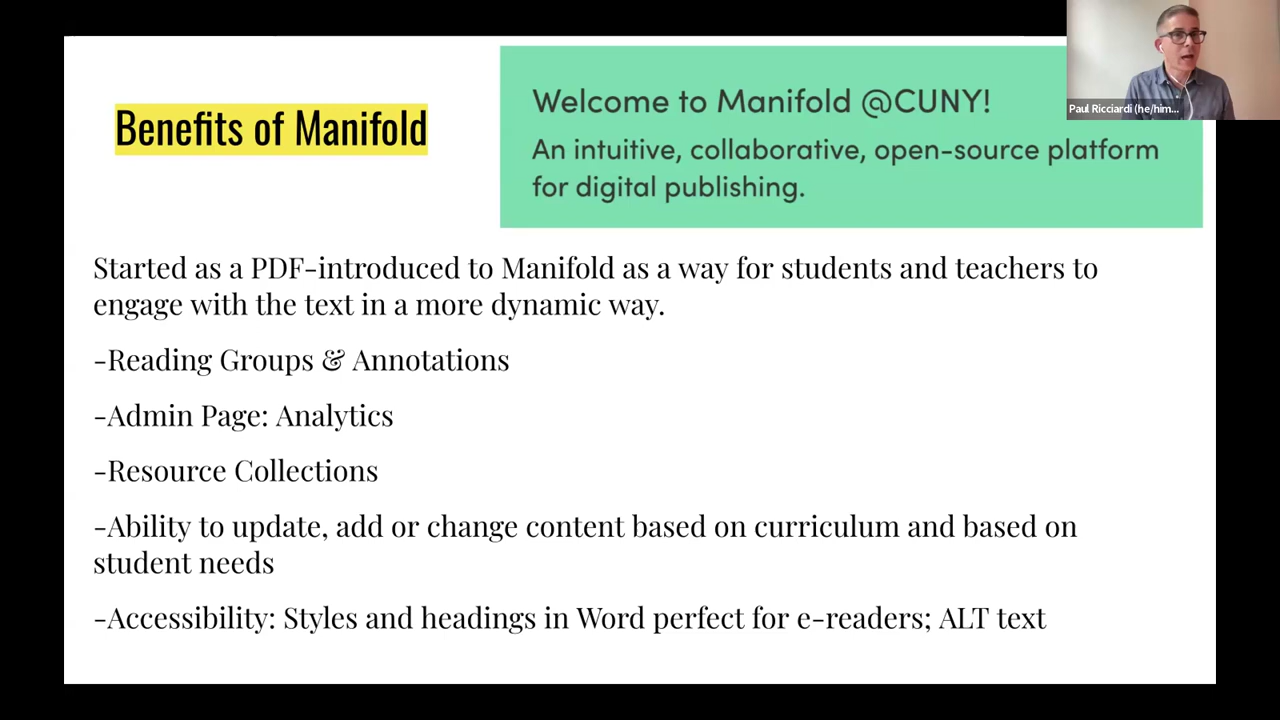 Benefits of Manifold
Welcome to Manifold @CUNY!
An intuitive, collaborative, open-source platform
for digital publishing.
Paul Ricciardi (he/him...
Started as a PDF-introduced to Manifold as a way for students and teachers to
engage with the text in a more dynamic way.
-Reading Groups & Annotations
-Admin Page: Analytics
-Resource Collections
-Ability to update, add or change content based on curriculum and based on
student needs
-Accessibility: Styles and headings in Word perfect for e-readers; ALT text